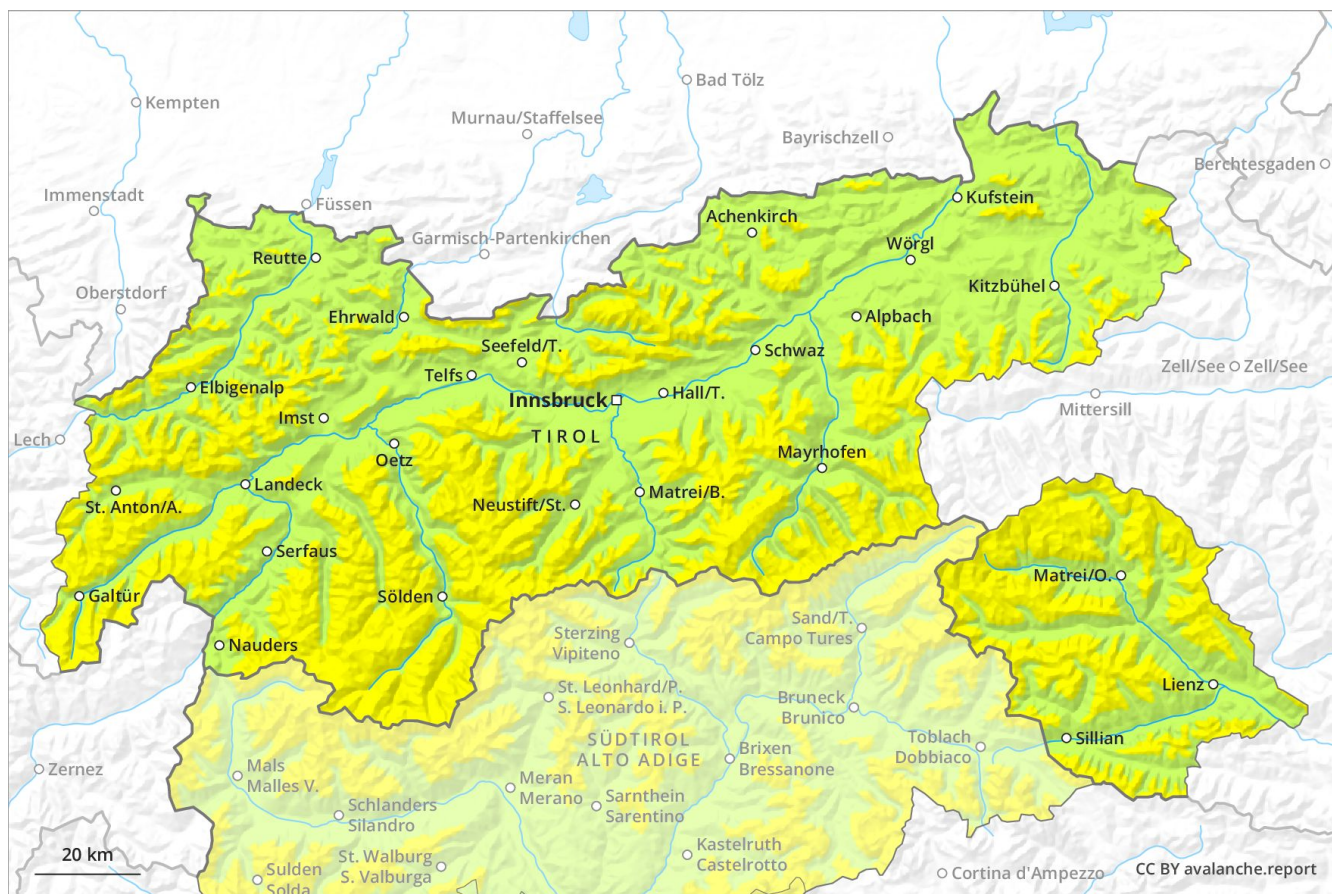 Bad Tölz
Kempten
Murnau/Staffelsee
Bayrischzell
Berchtesgaden
Immenstadt
Füssen
Kufstein
Achenkirch
Garmisch-Partenkirchen
Wörgl
Reutte
Kitzbühel
Oberstdorf
Ehrwald
Alpbach
Seefeld/T.
Schwaz
Telfs
Zell/See
Zell/See
Elbigenalp
Hall/T.
Innsbruck
Mittersill
Imst
Lech
TIROL
Oetz
Mayrhofen
Landeck
Matrei/B.
St. Anton/A.
Neustift/St.
Serfaus
Matrei/O.
Galtür
Sölden
Sand/T.
Campo Tures
Sterzing
Vipiteno
Nauders
Lienz
St. Leonhard/P.
S. Leonardo i. P.
Bruneck
Brunico
Sillian
Toblach
Dobbiaco
SÜDTIROL
ALTO ADIGE
Brixen
Bressanone
Zernez
Mals
Malles V.
Meran
Merano
Sarnthein
Sarentino
Schlanders
Silandro
Kastelruth
Castelrotto
20 km
St. Walburg
S. Valburga
Sulden
Solda
Cortina d'Ampezzo
CC BY avalanche.report